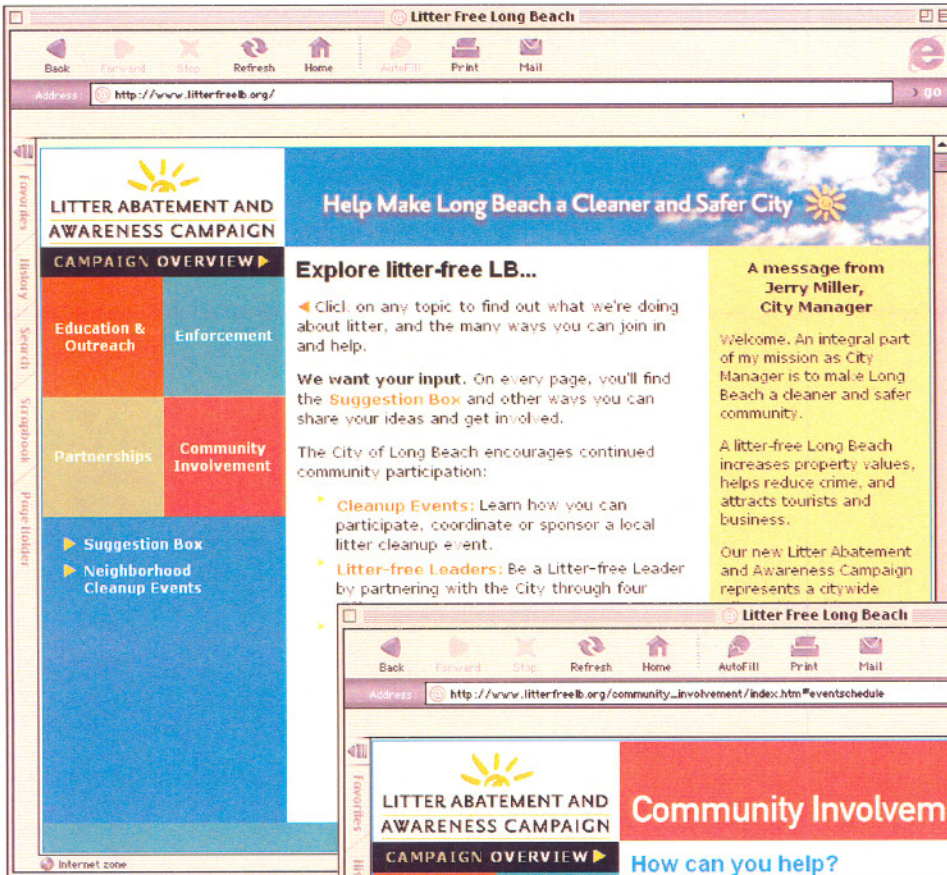 Litter Free Long Beach
Back
Forward
Stop
Refresh
Home
AutoFill
Print
Mail
Address:
http://www.litterfreelb.org/
go
Favorites
History
Search
Scrapbook
Page Holder
LITTER ABATEMENT AND
AWARENESS CAMPAIGN
CAMPAIGN OVERVIEW
Education &
Outreach
Enforcement
Partnerships
Community
Involvement
Suggestion Box
Neighborhood
Cleanup Events
Help Make Long Beach a Cleaner and Safer City
Explore litter-free LB...
Click on any topic to find out what we're doing
about litter, and the many ways you can join in
and help.
We want your input. On every page, you'll find
the Suggestion Box and other ways you can
share your ideas and get involved.
The City of Long Beach encourages continued
community participation:
Cleanup Events: Learn how you can
participate, coordinate or sponsor a local
litter cleanup event.
Litter-free Leaders: Be a Litter-free Leader
by partnering with the City through four
A message from
Jerry Miller,
City Manager
Welcome. An integral part
of my mission as City
Manager is to make Long
Beach a cleaner and safer
community.
A litter-free Long Beach
increases property values,
helps reduce crime, and
attracts tourists and
business.
Our new Litter Abatement
and Awareness Campaign
represents a citywide
Internet zone
Litter Free Long Beach
Back
Forward
Stop
Refresh
Home
AutoFill
Print
Mail
Address:
http://www.litterfreelb.org/community_involvement/index.htm#eventschedule
Favorites
LITTER ABATEMENT AND
AWARENESS CAMPAIGN
CAMPAIGN OVERVIEW
Community Involvem
How can you help?